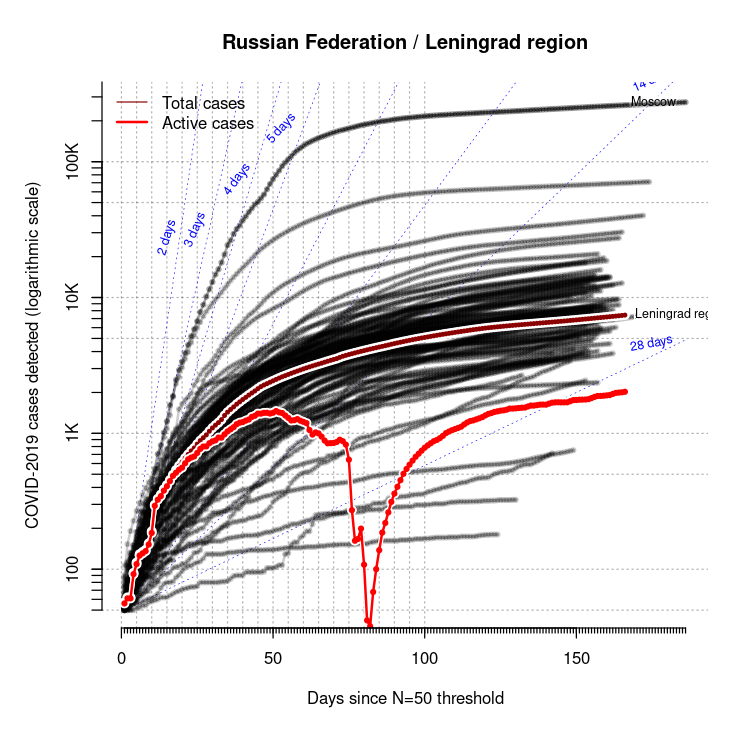 Russian Federation / Leningrad region
Total cases
Active cases
2 days
3 days
4 days
5 days
14
28 days
Moscow
Leningrad reg
COVID-2019 cases detected (logarithmic scale)
100
1K
10K
100K
0
50
100
150
Days since N=50 threshold